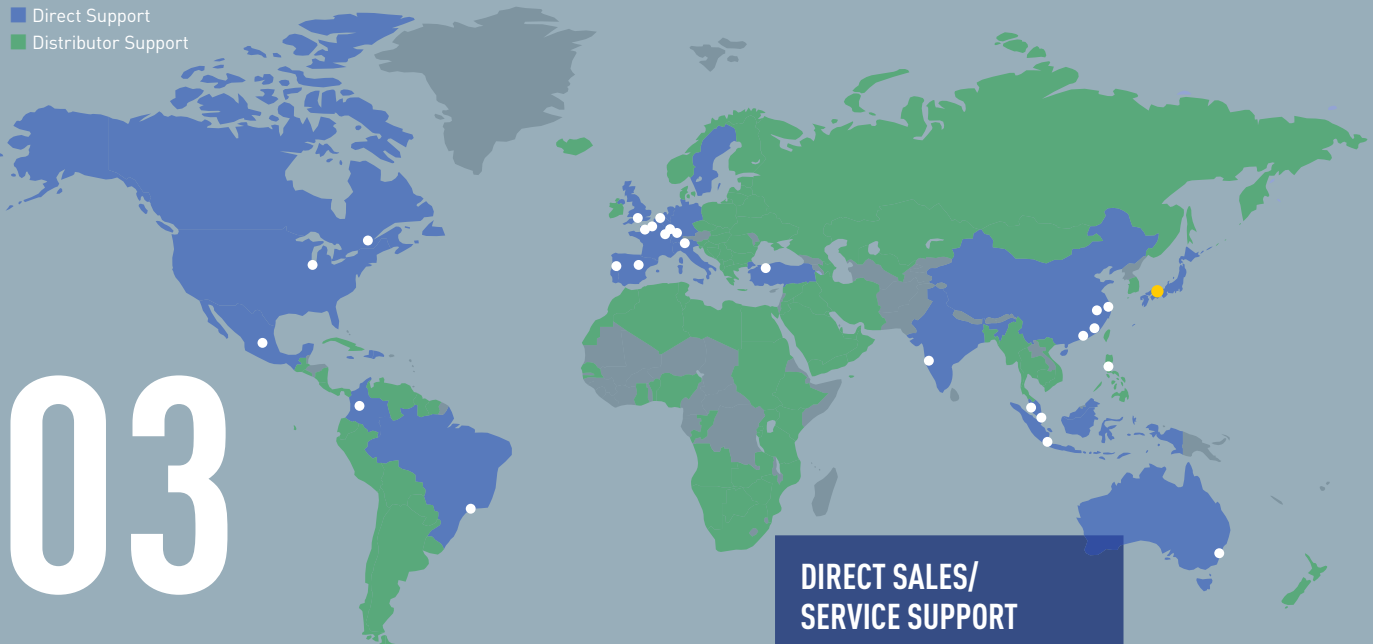 Direct Support
Distributor Support
03
DIRECT SALES/
SERVICE SUPPORT